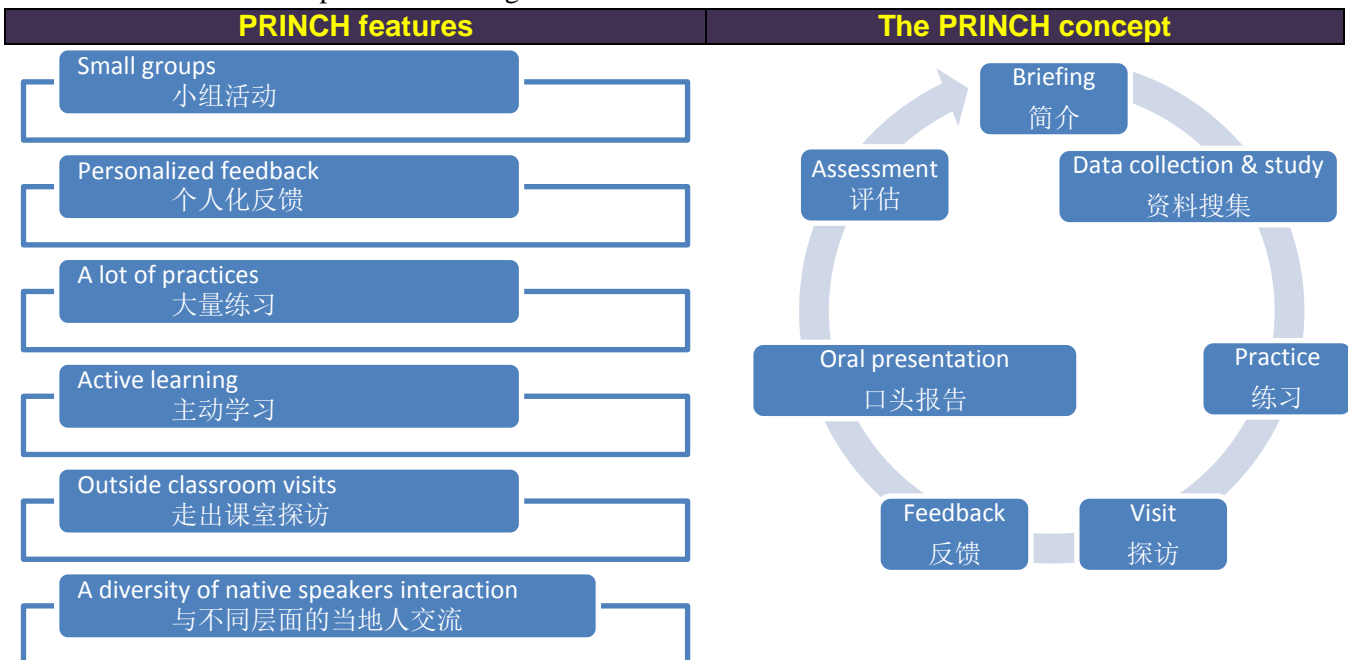 PRINCH features
The PRINCH concept
Small groups
小组活动
Personalized feedback
个人化反馈
A lot of practices
大量练习
Active learning
主动学习
Outside classroom visits
走出课室探访
A diversity of native speakers interaction
与不同层面的当地人交流
Briefing
简介
Data collection & study
资料搜集
Practice
练习
Visit
探访
Feedback
反馈
Oral presentation
口头报告
Assessment
评估